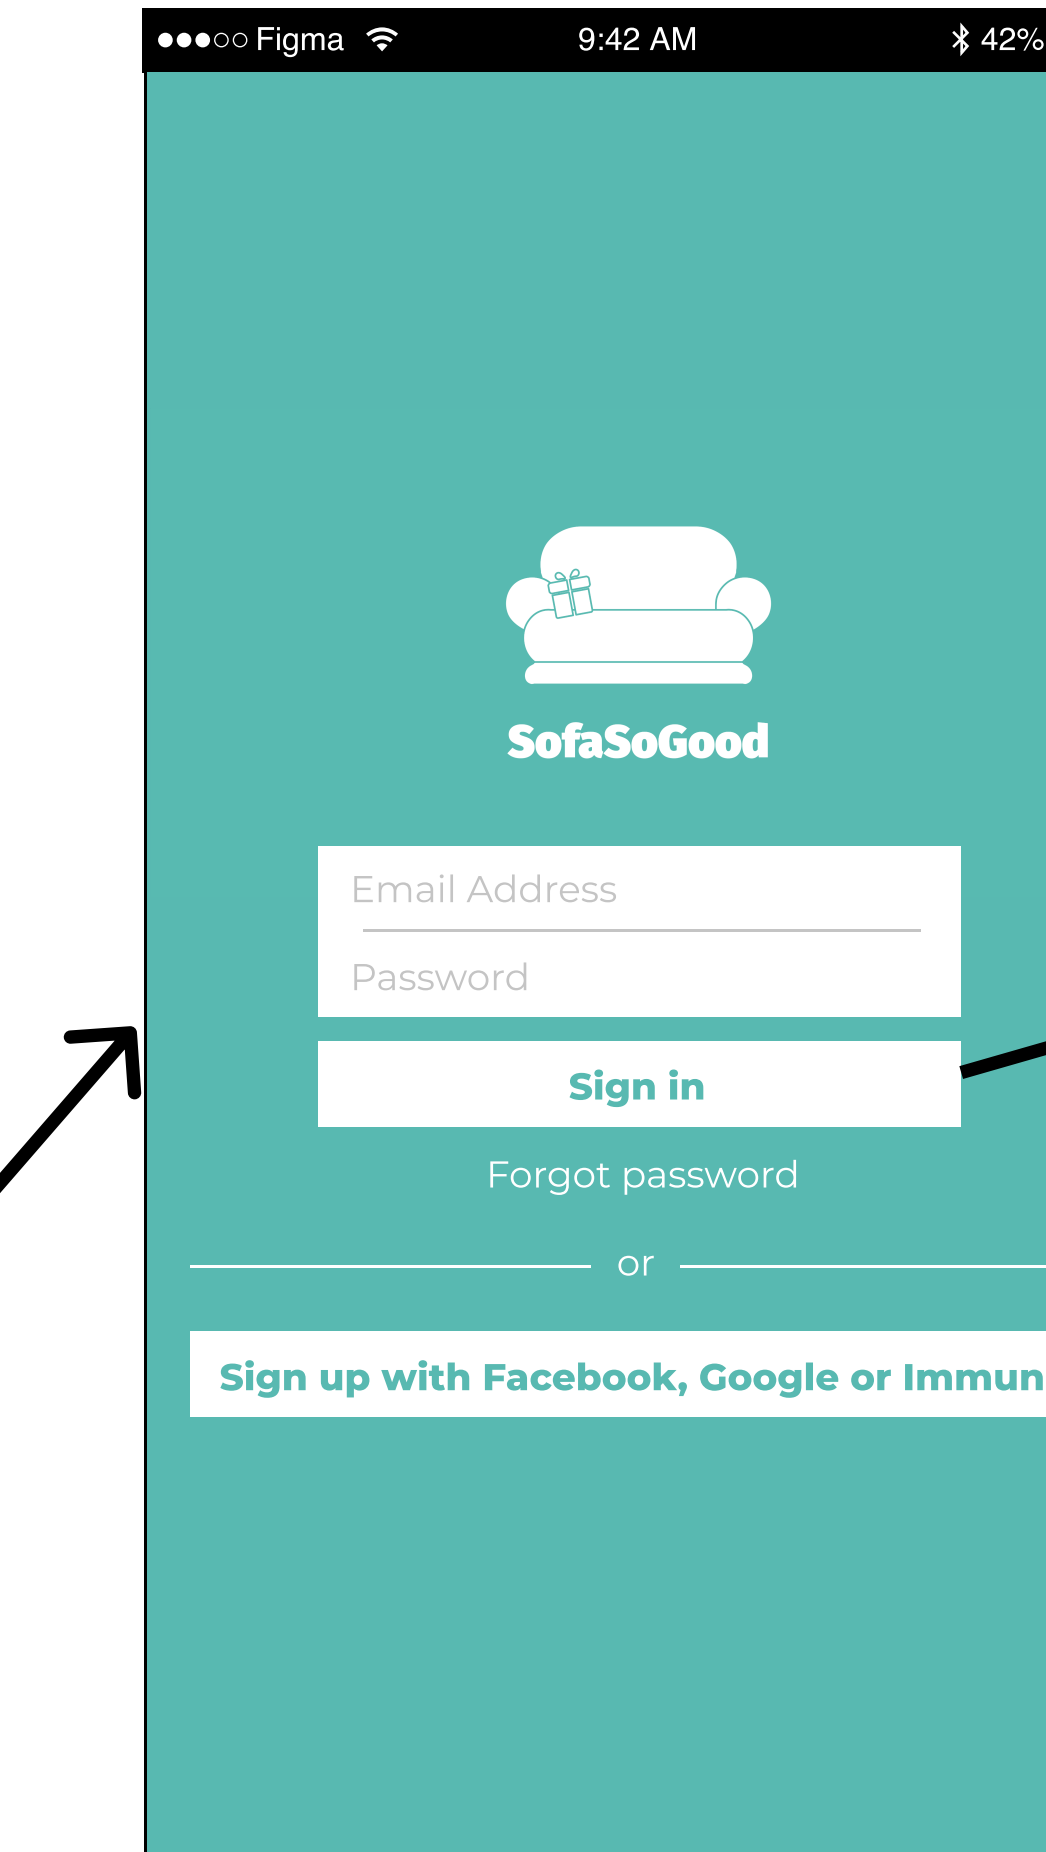 Figma 9:42 AM 42%
SofaSoGood
Email Address
Password
Sign in
Forgot password
or
Sign up with Facebook, Google or Immun